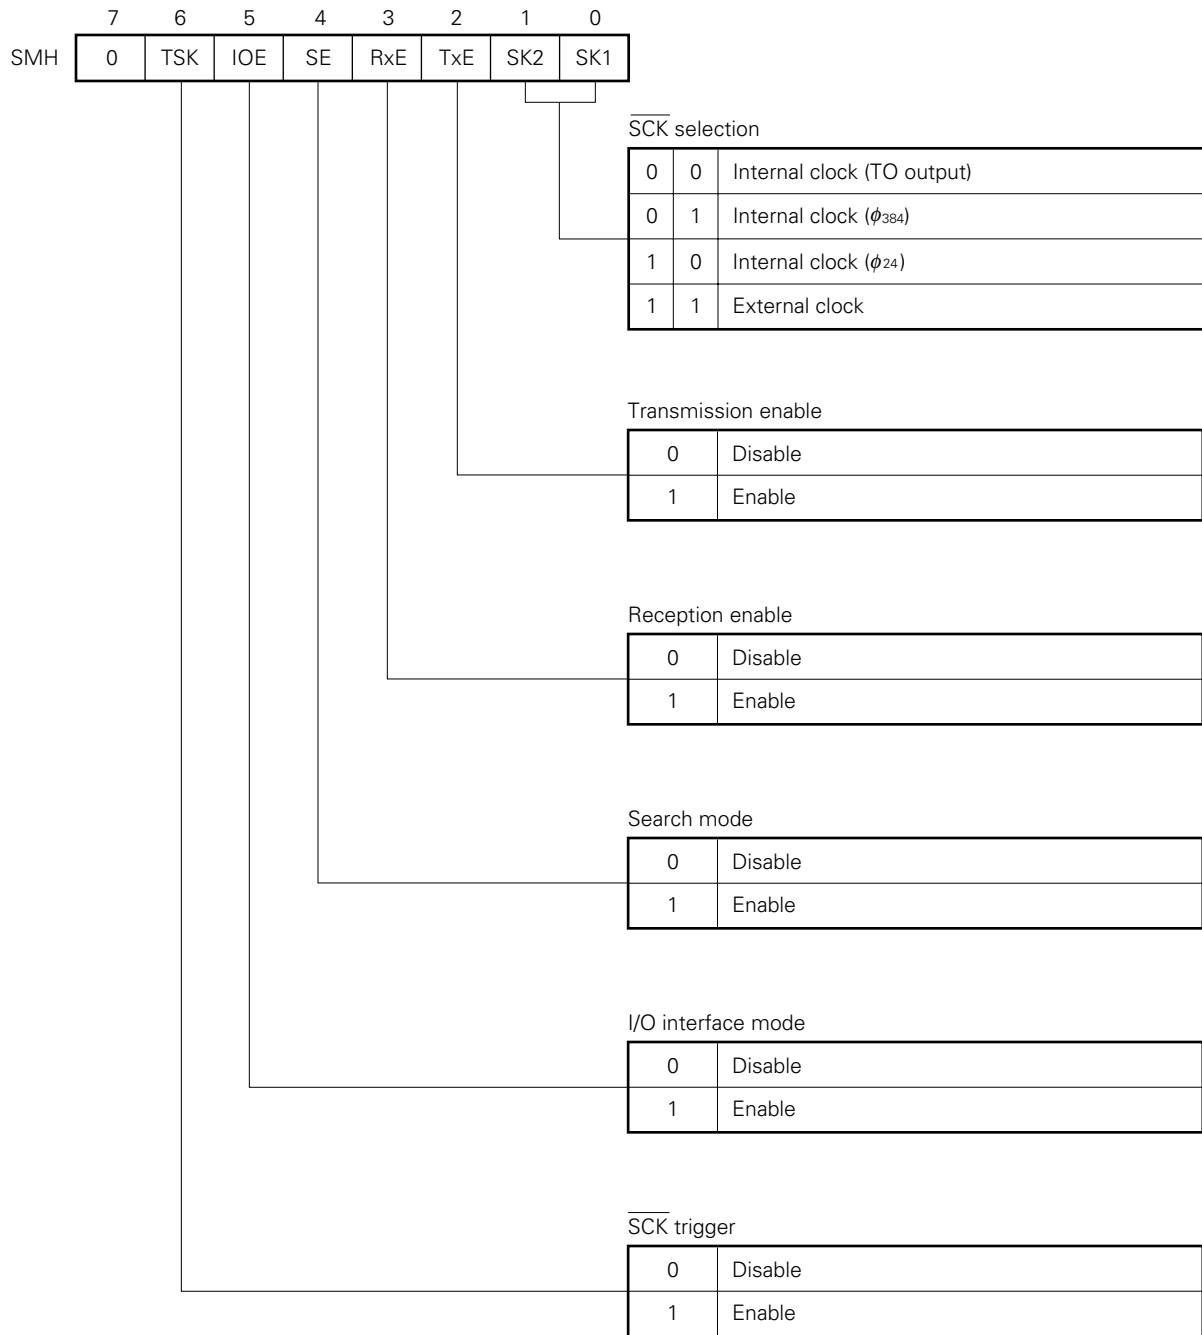 7 6 5 4 3 2 1 0
SMH 0 TSK IOE SE RxE TxE SK2 SK1
SCK selection
0 0 Internal clock (TO output)
0 1 Internal clock (ϕ384)
1 0 Internal clock (ϕ24)
1 1 External clock
Transmission enable
0 Disable
1 Enable
Reception enable
0 Disable
1 Enable
Search mode
0 Disable
1 Enable
I/O interface mode
0 Disable
1 Enable
SCK trigger
0 Disable
1 Enable